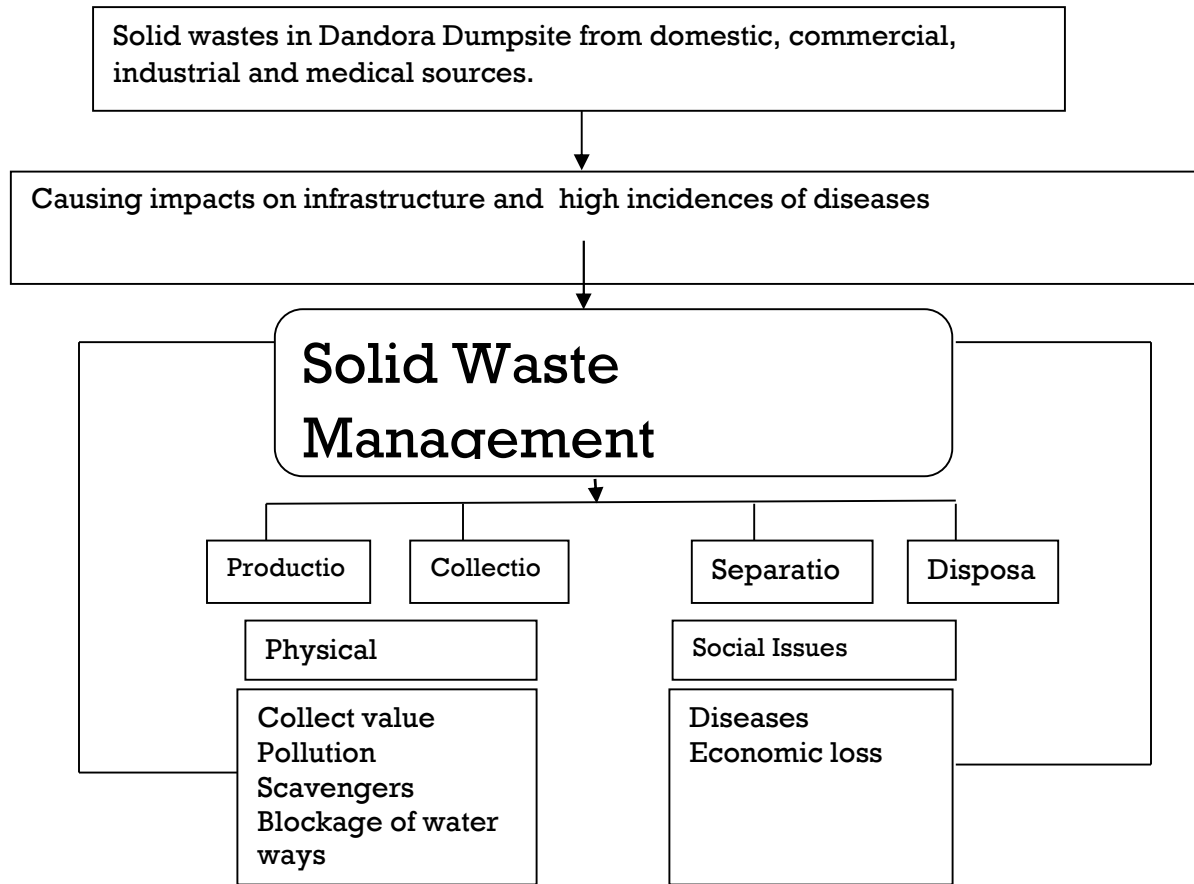 Solid wastes in Dandora Dumpsite from domestic, commercial,
industrial and medical sources.
Causing impacts on infrastructure and  high incidences of diseases
Solid Waste
Management
Productio
Collectio
Separatio
Disposa
Physical
Social Issues
Collect value
Pollution
Scavengers
Blockage of water
ways
Diseases
Economic loss